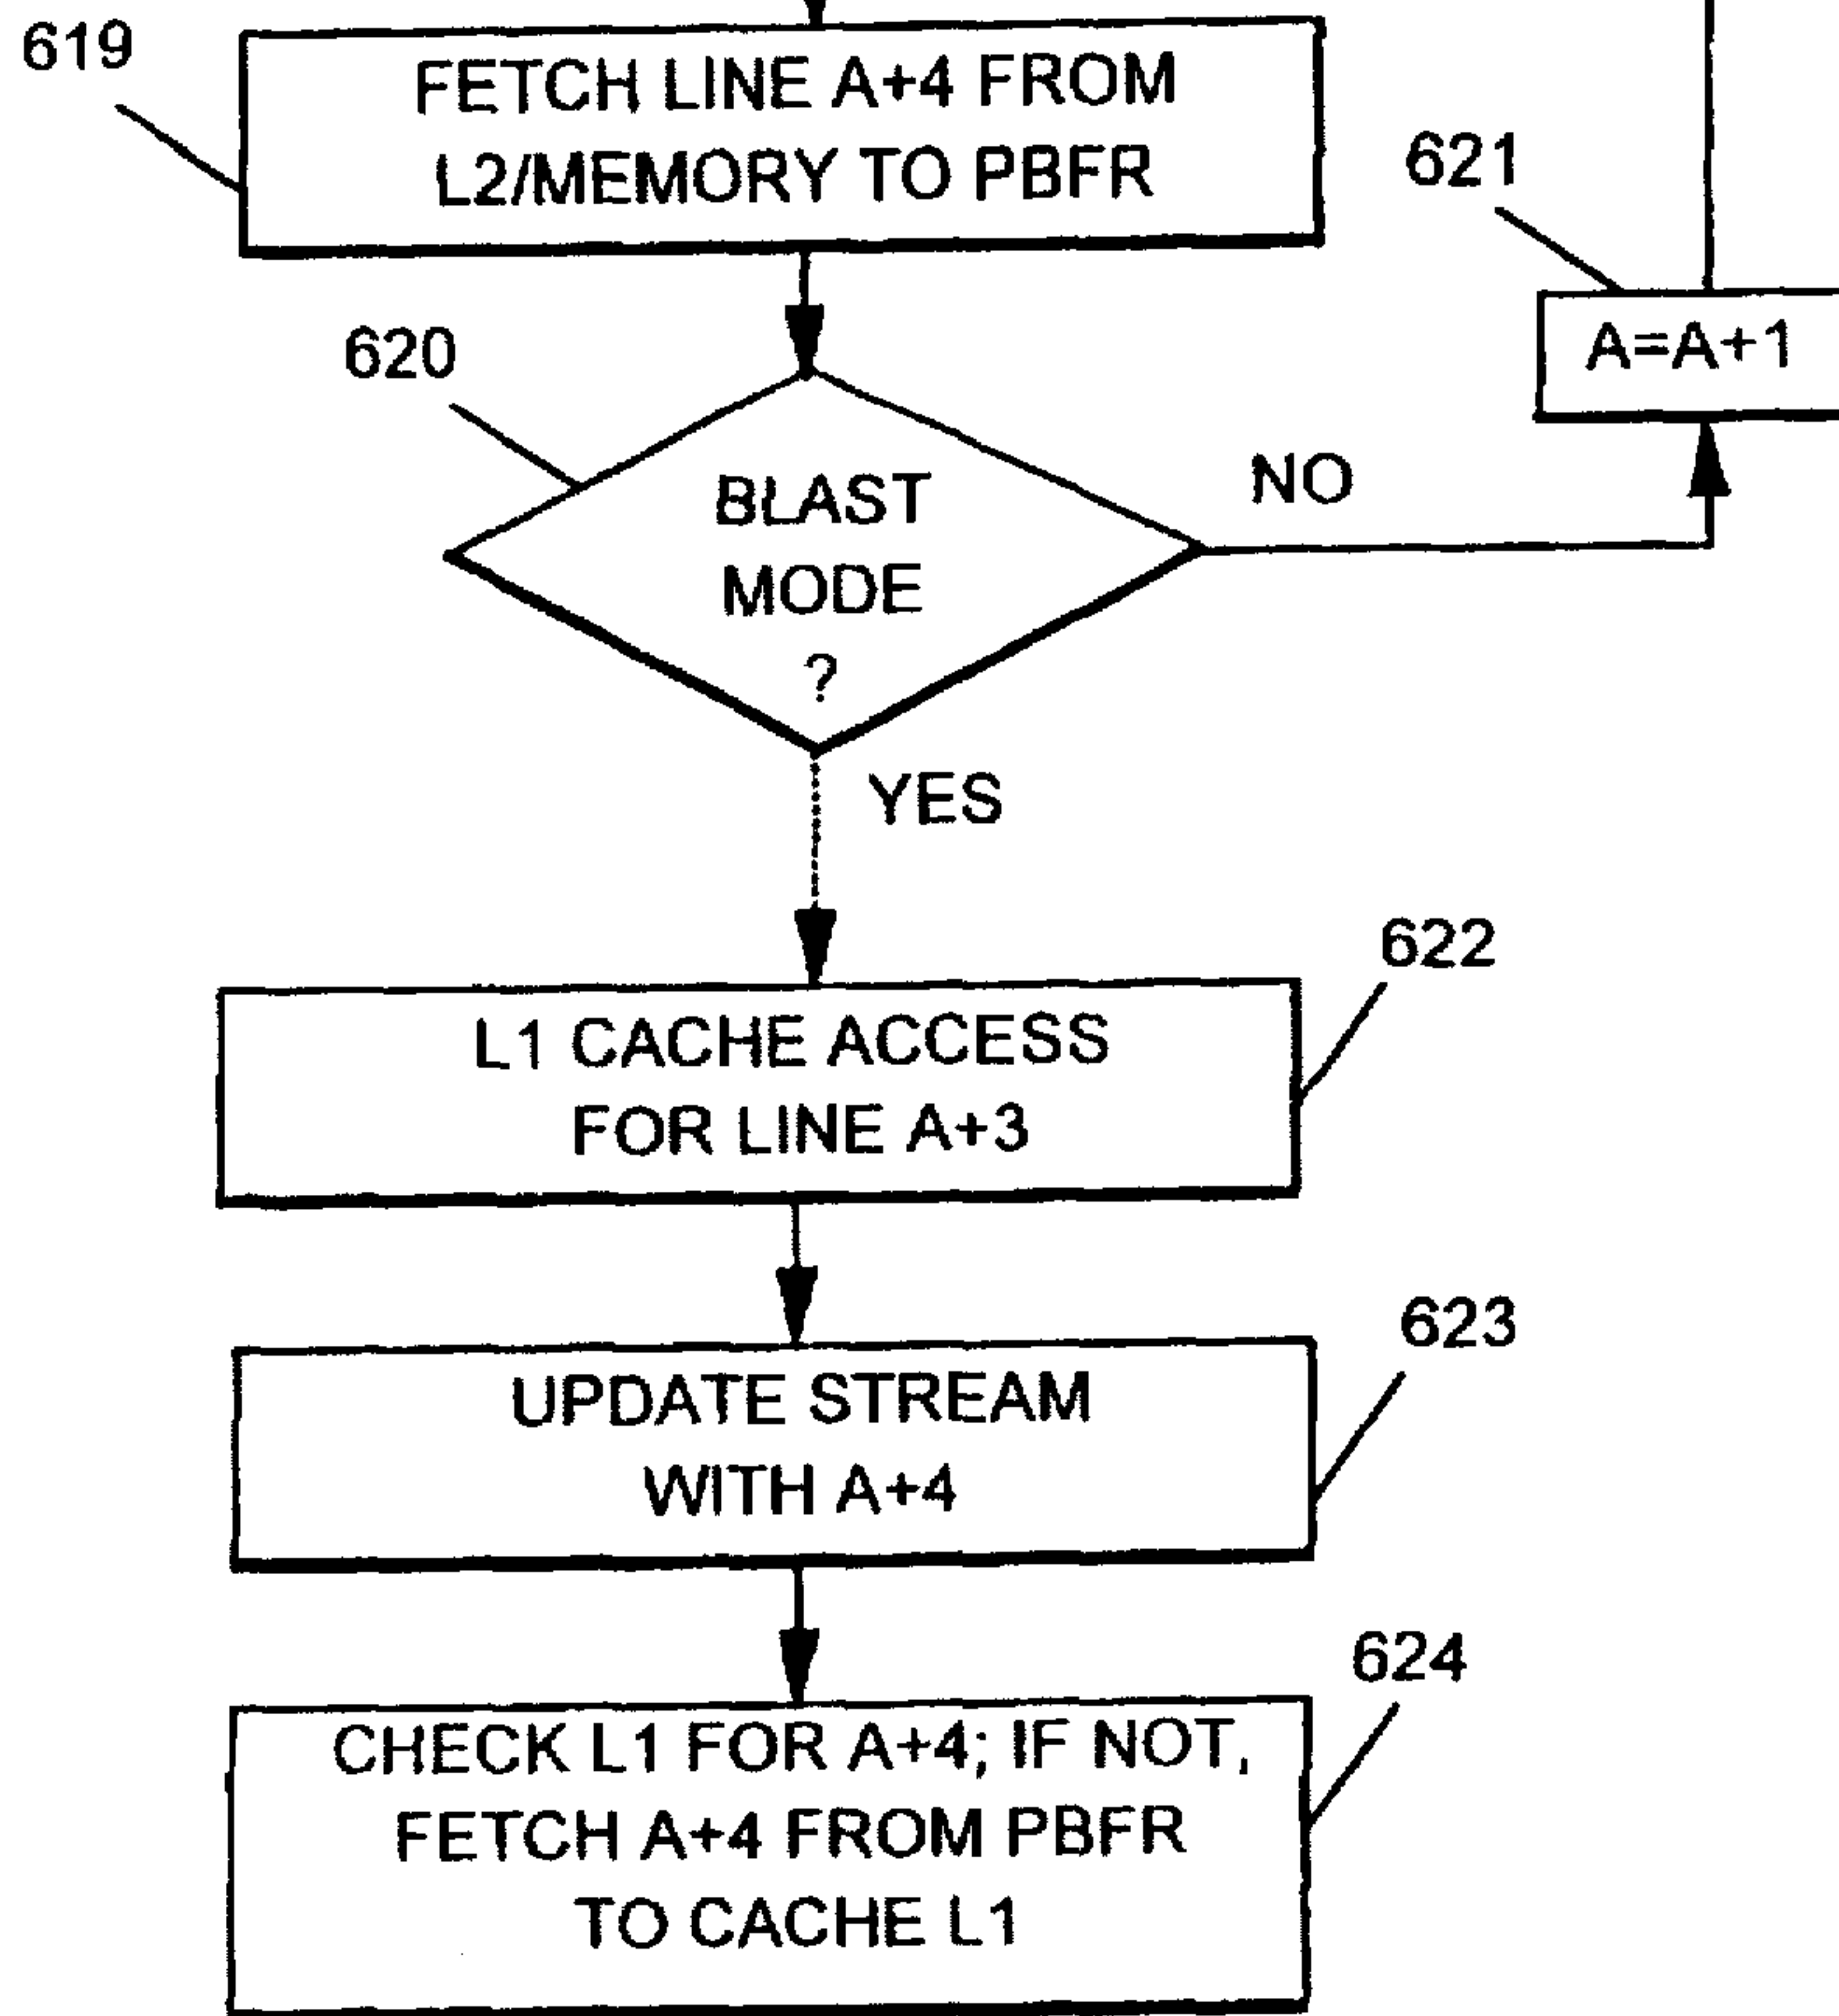 619
FETCH LINE A+4 FROM
L2/MEMORY TO PBFR
621
A=A+1
620
BLAST
MODE
?
NO
YES
622
L1 CACHE ACCESS
FOR LINE A+3
623
UPDATE STREAM
WITH A+4
624
CHECK L1 FOR A+4; IF NOT,
FETCH A+4 FROM PBFR
TO CACHE L1